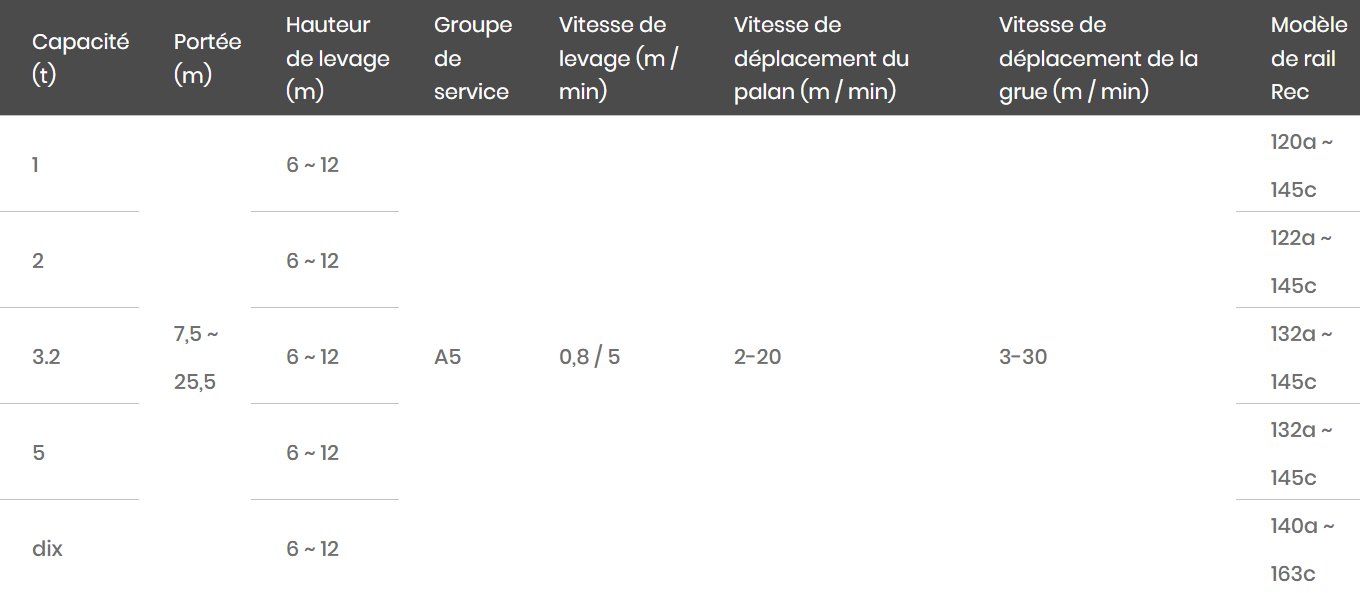 Capacité
(t)
Portée
(m)
Hauteur
de levage
(m)
Groupe
de
service
Vitesse de
levage (m /
min)
Vitesse de
déplacement du
palan (m / min)
Vitesse de
déplacement de la
grue (m / min)
Modèle
de rail
Rec
1
7,5 ~
25,5
6 ~ 12
A5
0,8 / 5
2-20
3-30
120a ~
145c
2
6 ~ 12
122a ~
145c
3.2
6 ~ 12
132a ~
145c
5
6 ~ 12
132a ~
145c
dix
6 ~ 12
140a ~
163c